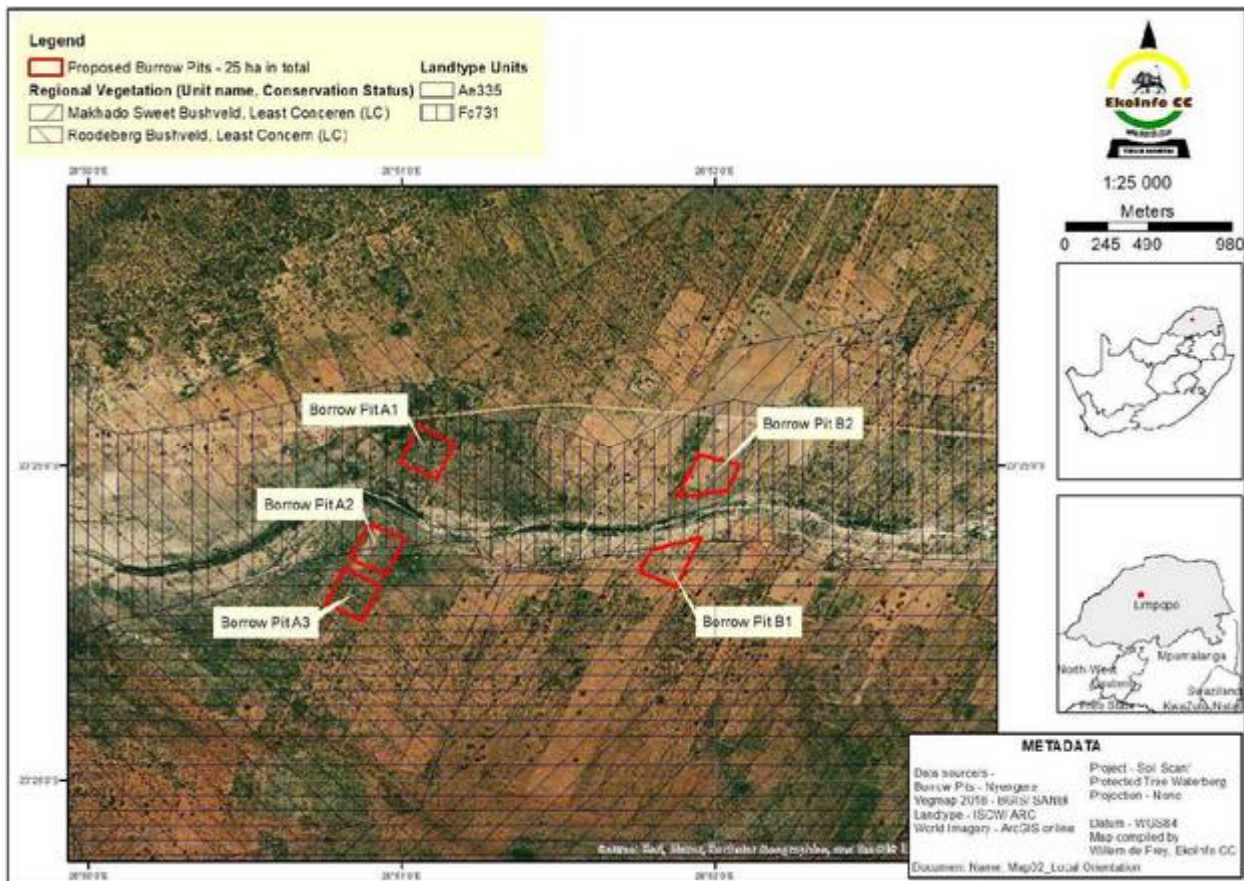 Legend
Proposed Burrow Pits - 25 ha in total
Regional Vegetation (Unit name, Conservation Status)
Makhado Sweet Bushveld, Least Conceren (LC)
Roodeberg Bushveld, Least Concern (LC)
Landtype Units
Ae335
Fc731
EkoInfo CC
1:25 000
Meters
0 245 490 980
Borrow Pit A1
Borrow Pit B2
Borrow Pit A2
Borrow Pit A3
Borrow Pit B1
Limpopo
Mpumalanga
North-West
Gauteng
Swaziland
Free State
KwaZulu-Natal
METADATA
Data sources -
Borrow Pits - Nyengere
Vegmap 2018 - BGIS/ SANBI
Landtype - ISCW/ ARC
World Imagery - ArcGIS online
Project - Soil Scan/
Protected Tree Waterberg
Projection - None
Datum - WGS84
Map compiled by
Willem de Frey, EkoInfo CC
Document Name: Map02_Local Orientation